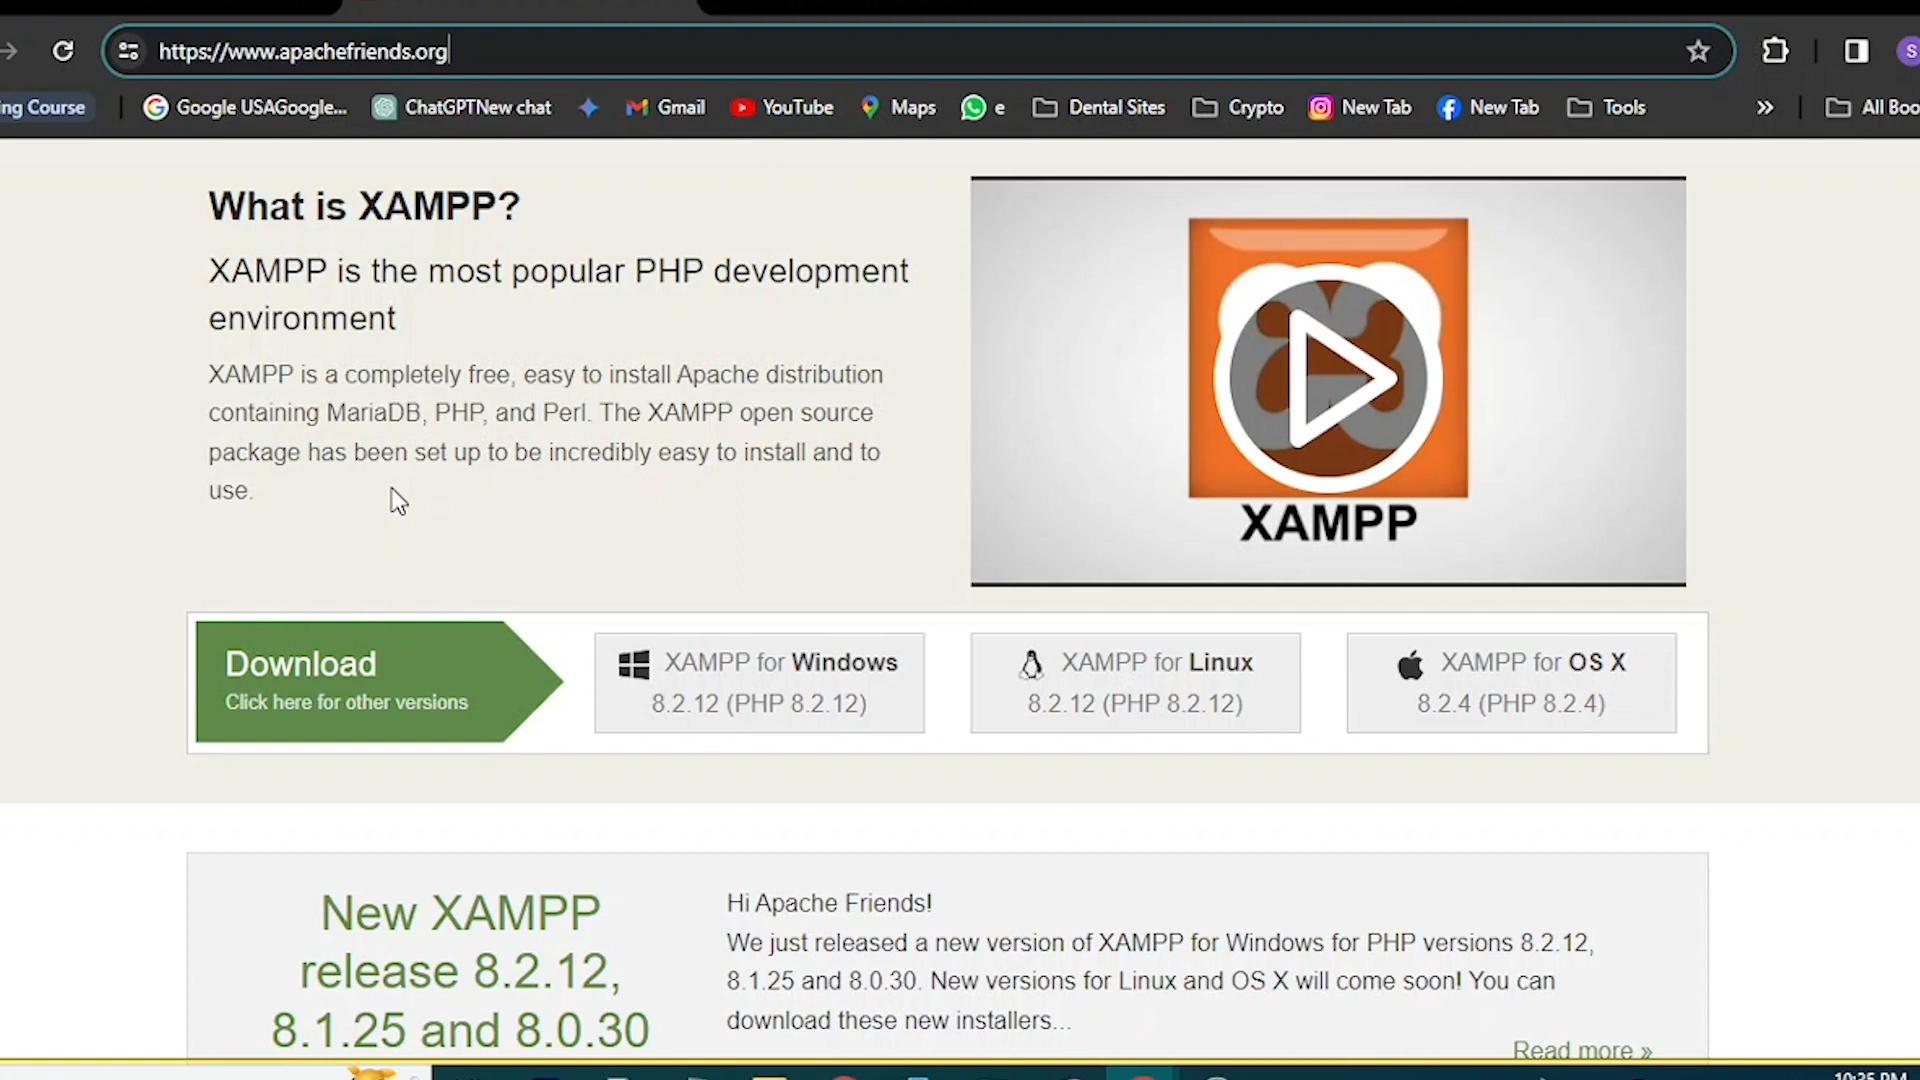 https://www.apachefriends.org
ing Course
Google USAGoogle...
ChatGPTNew chat
Gmail
YouTube
Maps
e
Dental Sites
Crypto
New Tab
New Tab
Tools
All Boo
S
What is XAMPP?
XAMPP is the most popular PHP development
environment
XAMPP is a completely free, easy to install Apache distribution
containing MariaDB, PHP, and Perl. The XAMPP open source
package has been set up to be incredibly easy to install and to
use.
XAMPP
Download
Click here for other versions
XAMPP for Windows
8.2.12 (PHP 8.2.12)
XAMPP for Linux
8.2.12 (PHP 8.2.12)
XAMPP for OS X
8.2.4 (PHP 8.2.4)
New XAMPP
release 8.2.12,
8.1.25 and 8.0.30
Hi Apache Friends!
We just released a new version of XAMPP for Windows for PHP versions 8.2.12,
8.1.25 and 8.0.30. New versions for Linux and OS X will come soon! You can
download these new installers...
Read more »
10:35 PM